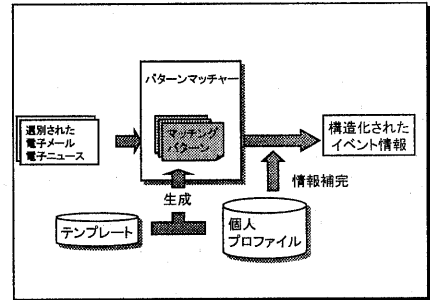 パターンマッチャー
選別された
電子メール
電子ニュース
マッチング
パターン
構造化された
イベント情報
生成
情報補完
テンプレート
個人
プロファイル